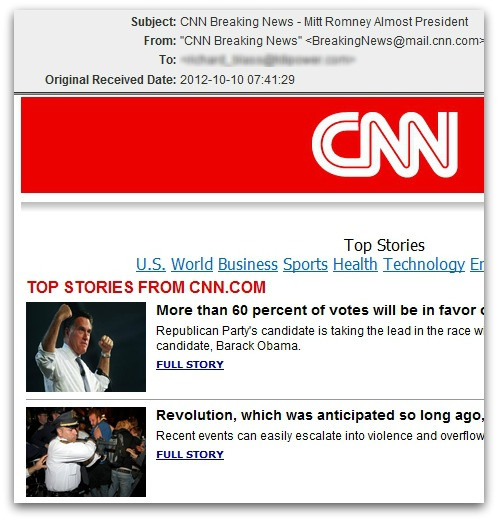 Subject: CNN Breaking News - Mitt Romney Almost President
From: "CNN Breaking News" <BreakingNews@mail.cnn.com>
To:
Original Received Date: 2012-10-10 07:41:29
CNN
Top Stories
U.S. World Business Sports Health Technology
TOP STORIES FROM CNN.COM
More than 60 percent of votes will be in favor
Republican Party's candidate is taking the lead in the race
candidate, Barack Obama.
FULL STORY
Revolution, which was anticipated so long ago,
Recent events can easily escalate into violence and overflow
FULL STORY